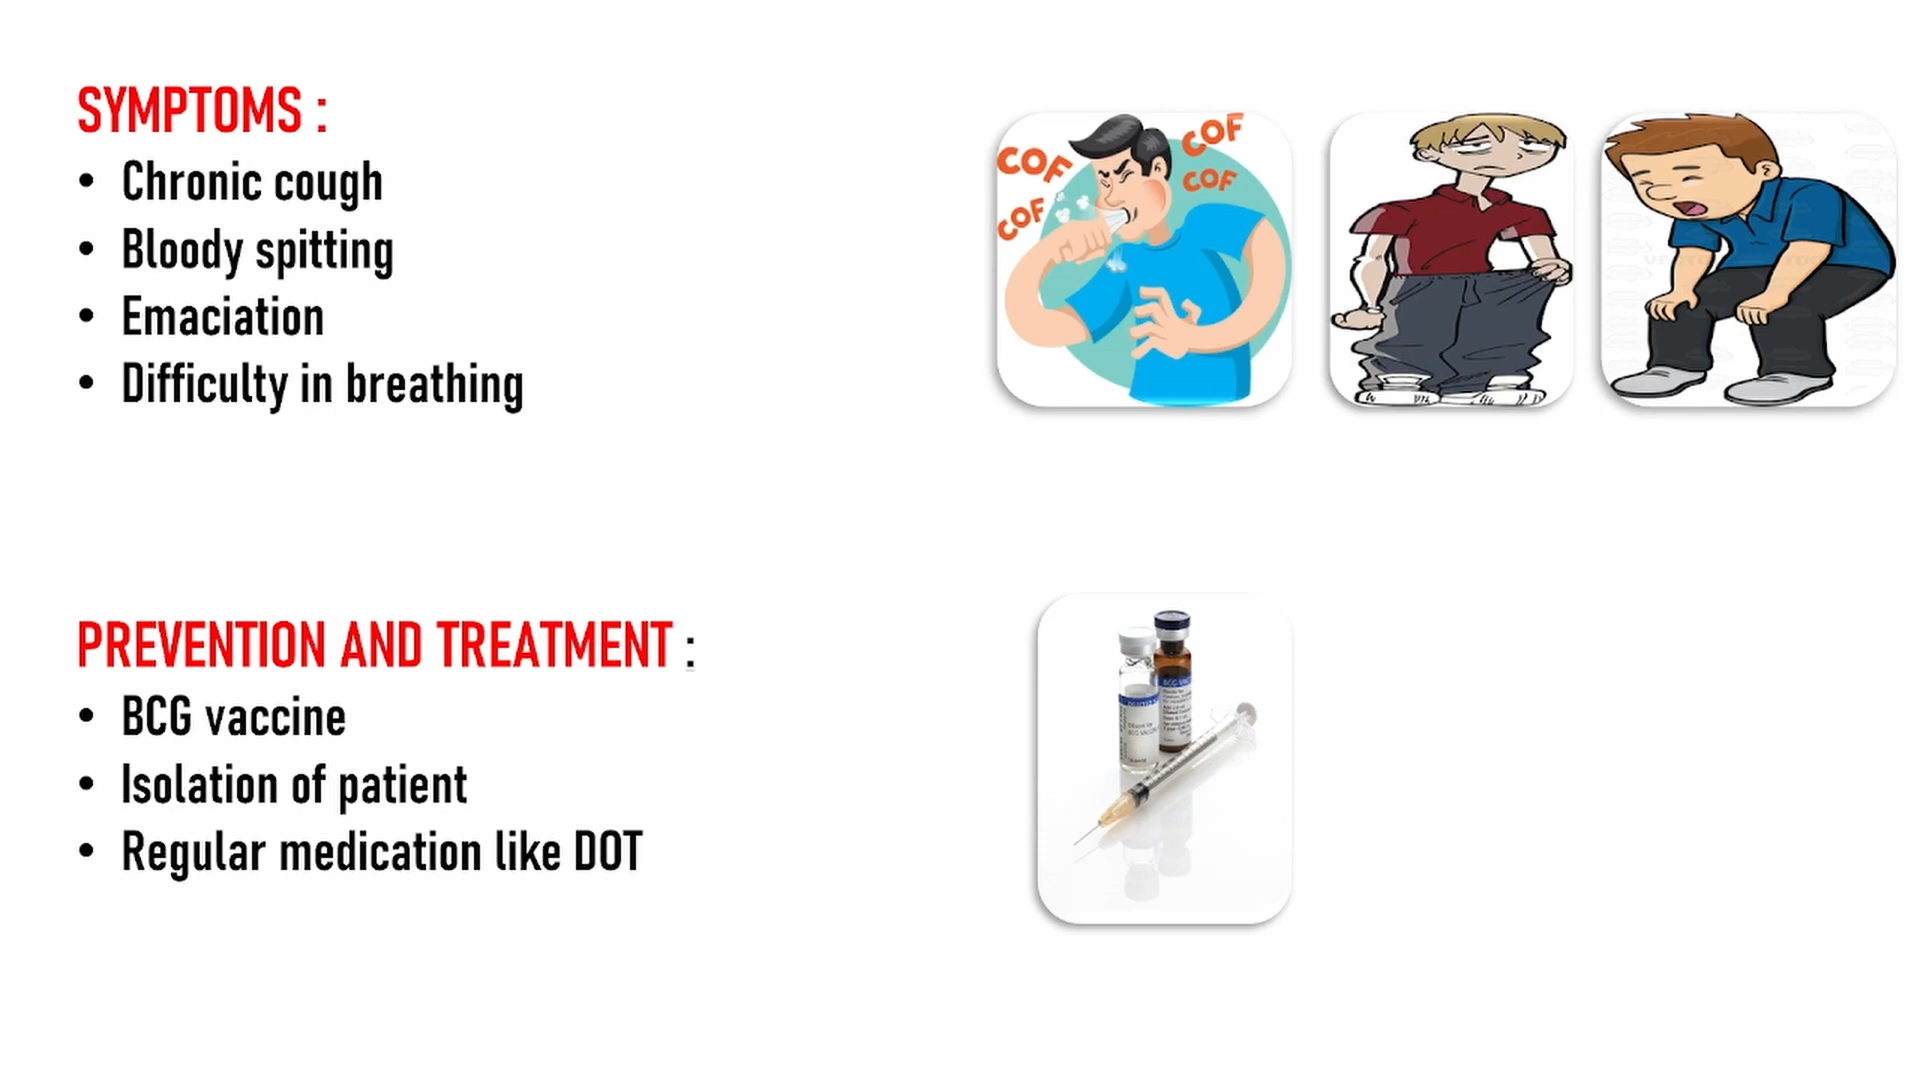 SYMPTOMS :
• Chronic cough
• Bloody spitting
• Emaciation
• Difficulty in breathing
COF
COF
COF
COF
PREVENTION AND TREATMENT :
• BCG vaccine
• Isolation of patient
• Regular medication like DOT